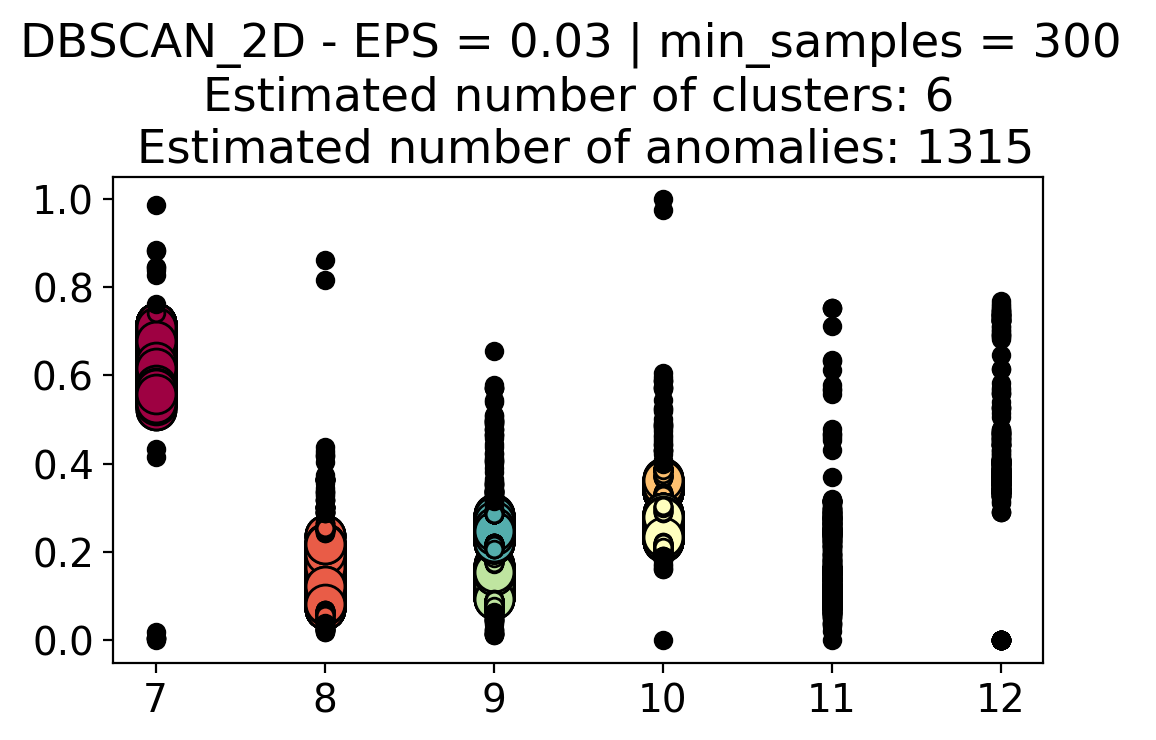 DBSCAN_2D - EPS = 0.03 | min_samples = 300
Estimated number of clusters: 6
Estimated number of anomalies: 1315
1.0
0.8
0.6
0.4
0.2
0.0
7 8 9 10 11 12